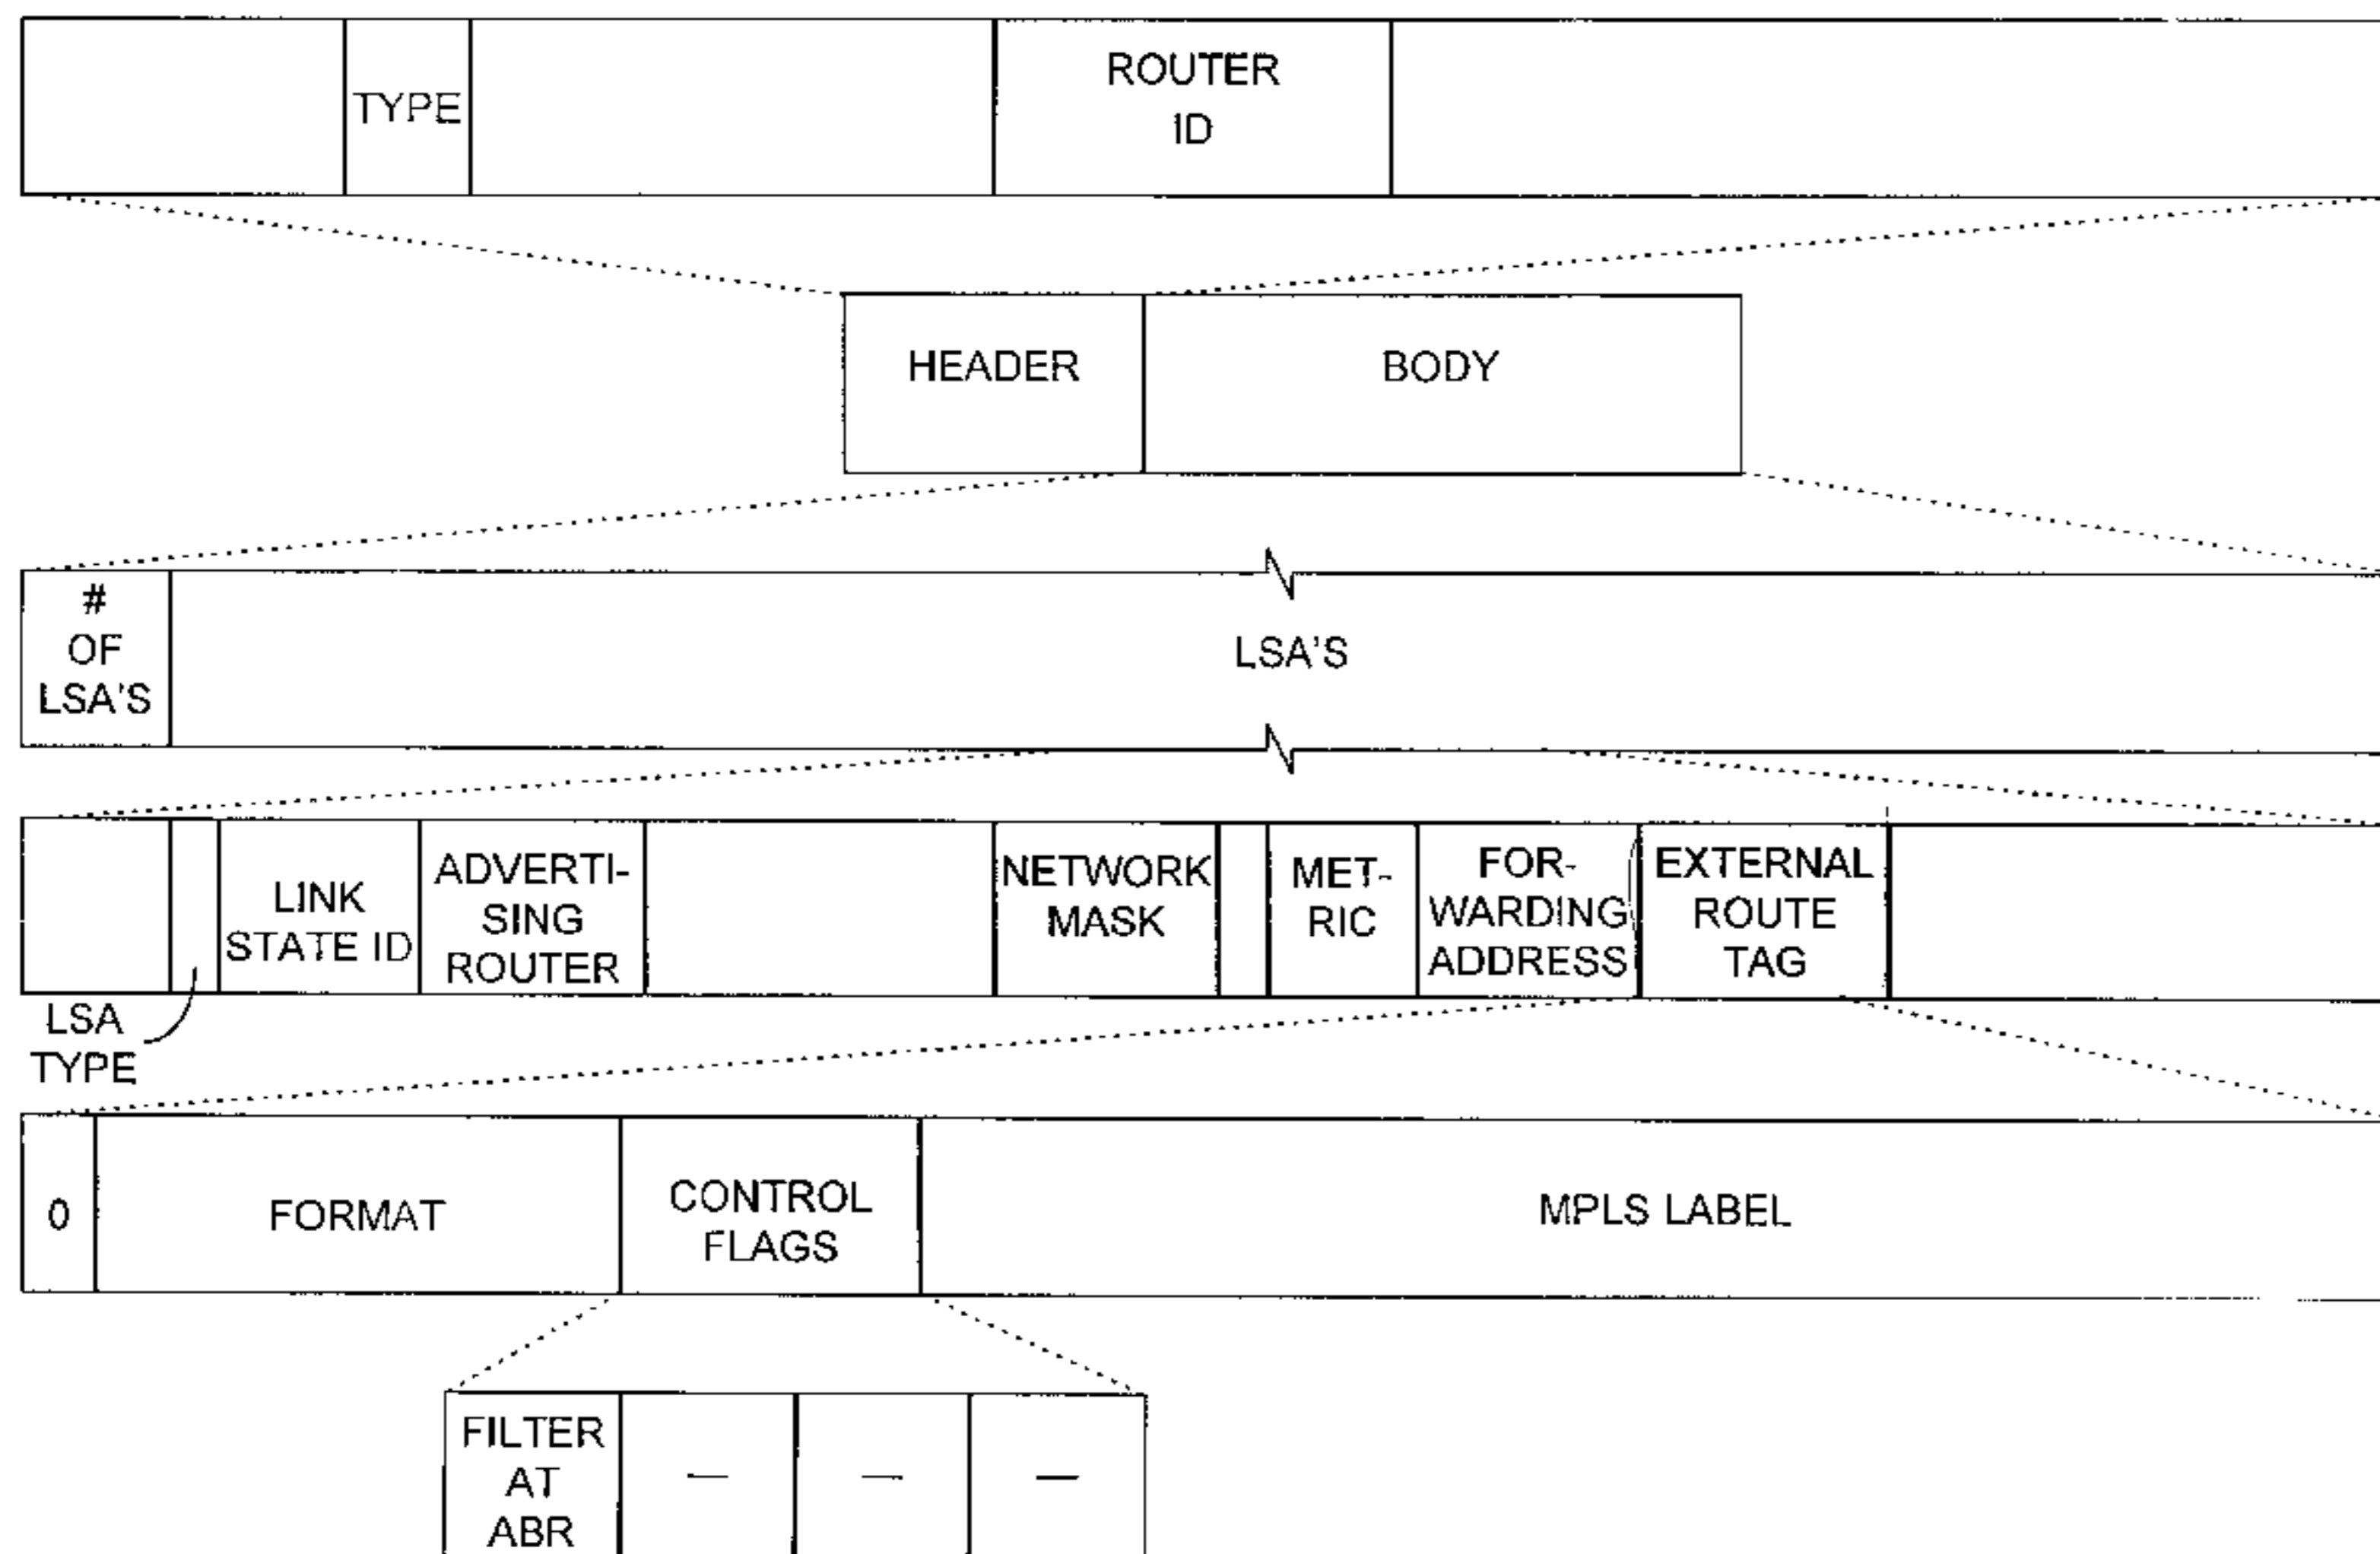 TYPE
ROUTER
ID
HEADER
BODY
#
OF
LSA'S
LSA'S
LINK
STATE ID
ADVERTI-
SING
ROUTER
NETWORK
MASK
MET-
RIC
FOR-
WARDING
ADDRESS
EXTERNAL
ROUTE
TAG
LSA
TYPE
0
FORMAT
CONTROL
FLAGS
MPLS LABEL
FILTER
AT
ABR
— — —